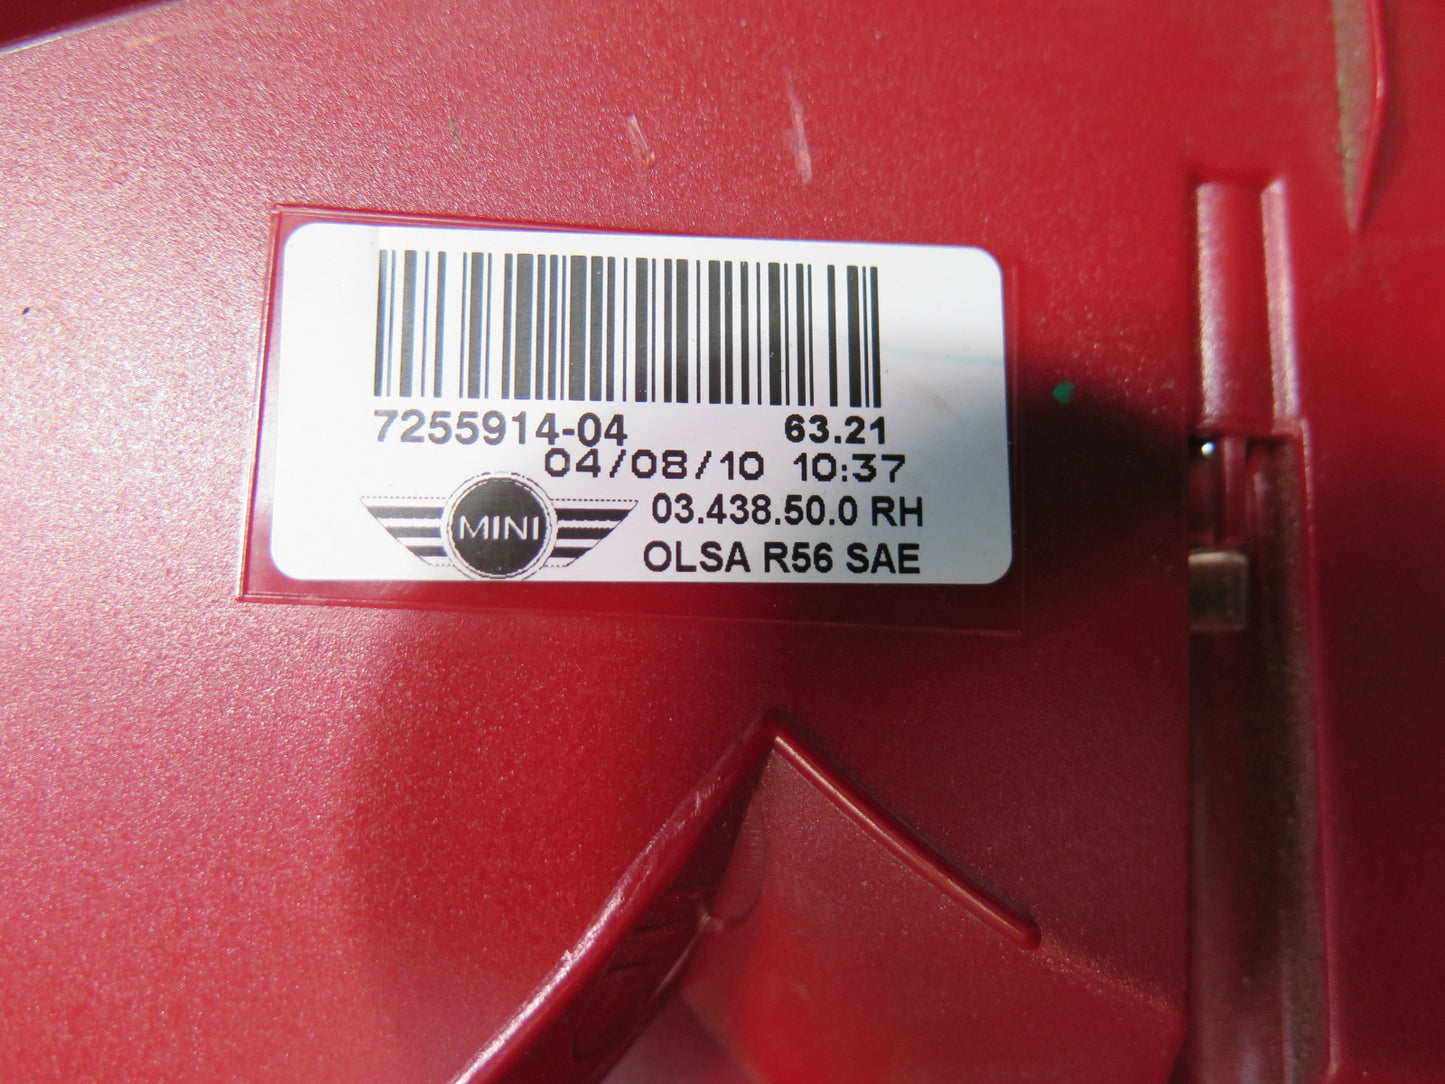 7255914-04 63.21
04/08/10 10:37
03.438.50.0 RH
MINI
OLSA R56 SAE